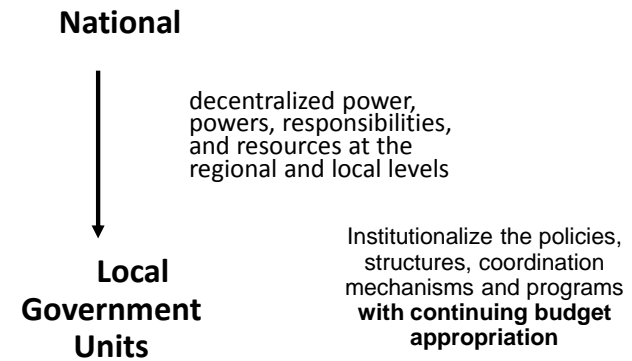 National
decentralized power,
powers, responsibilities,
and resources at the
regional and local levels
Local
Government
Units
Institutionalize the policies,
structures, coordination
mechanisms and programs
with continuing budget
appropriation